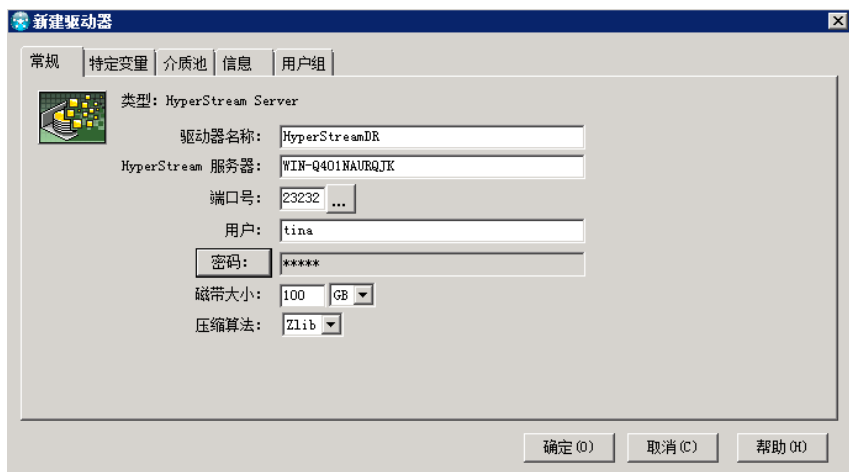 新建驱动器
常规 特定变量 介质池 信息 用户组
类型: HyperStream Server
驱动器名称: HyperStreamDR
HyperStream 服务器: WIN-Q4O1NAURQJK
端口号: 23232 ...
用户: tina
密码: *****
磁带大小: 100 GB
压缩算法: Zlib
确定(O) 取消(C) 帮助(H)